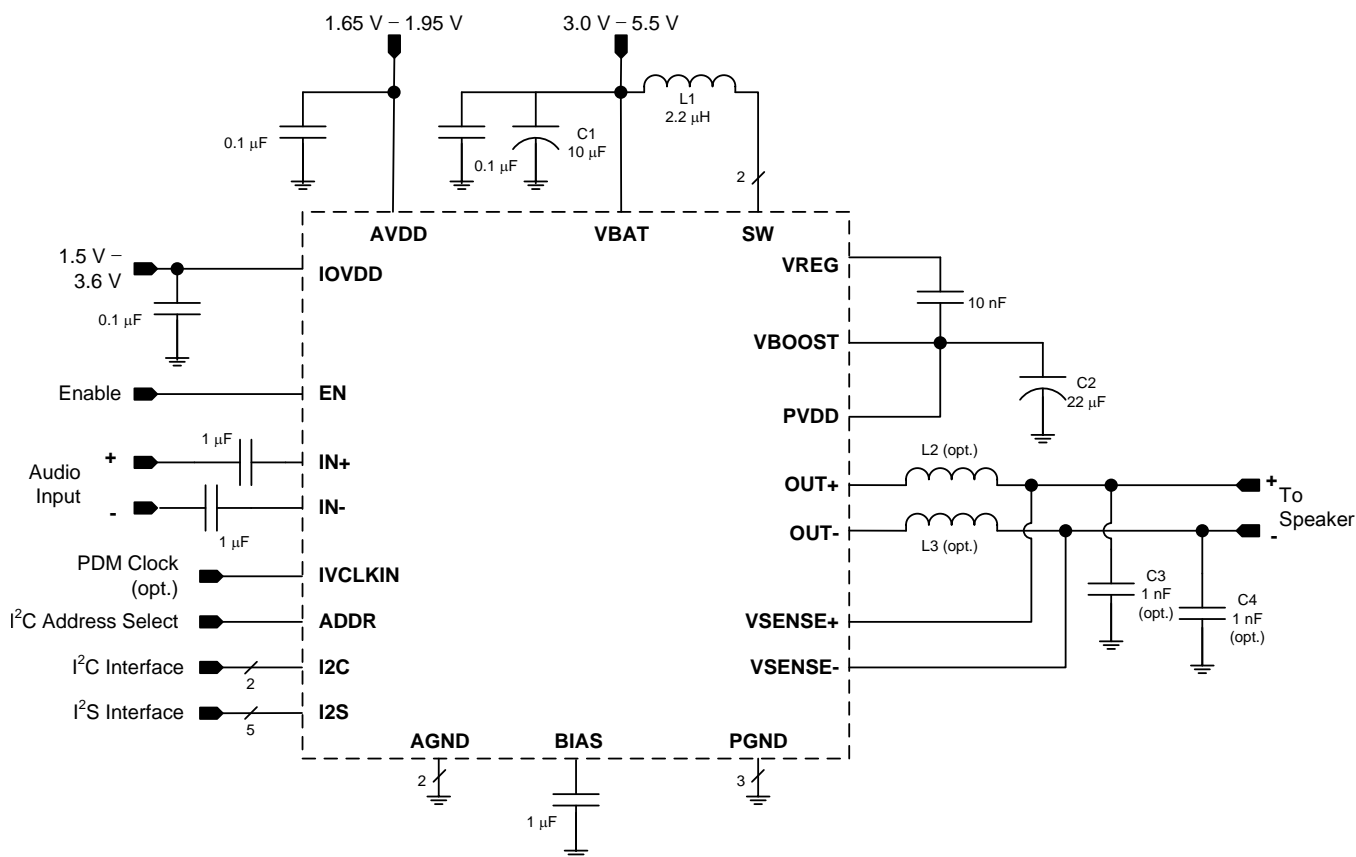 1.65 V – 1.95 V
3.0 V – 5.5 V
L1
2.2 μH
0.1 μF
0.1 μF
C1
10 μF
2
AVDD
VBAT
SW
1.5 V –
3.6 V
IOVDD
0.1 μF
VREG
10 nF
VBOOST
C2
22 μF
PVDD
Enable
EN
1 μF
+
Audio
Input
-
IN+
IN-
1 μF
L2 (opt.)
OUT+
OUT-
L3 (opt.)
+
To
Speaker
-
PDM Clock
(opt.)
IVCLKIN
C3
1 nF
(opt.)
C4
1 nF
(opt.)
I²C Address Select
ADDR
VSENSE+
I²C Interface
2
I2C
VSENSE-
I²S Interface
5
I2S
AGND
BIAS
PGND
2
3
1 μF